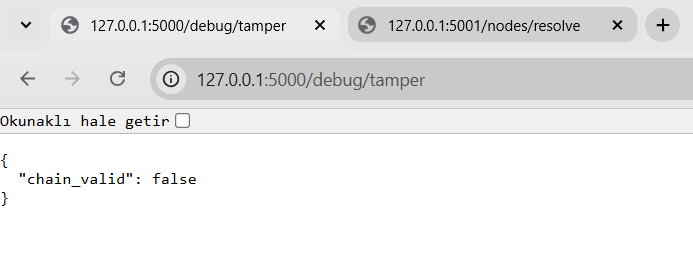 127.0.0.1:5000/debug/tamper
127.0.0.1:5001/nodes/resolve
127.0.0.1:5000/debug/tamper
Okunaklı hale getir
{
  "chain_valid": false
}